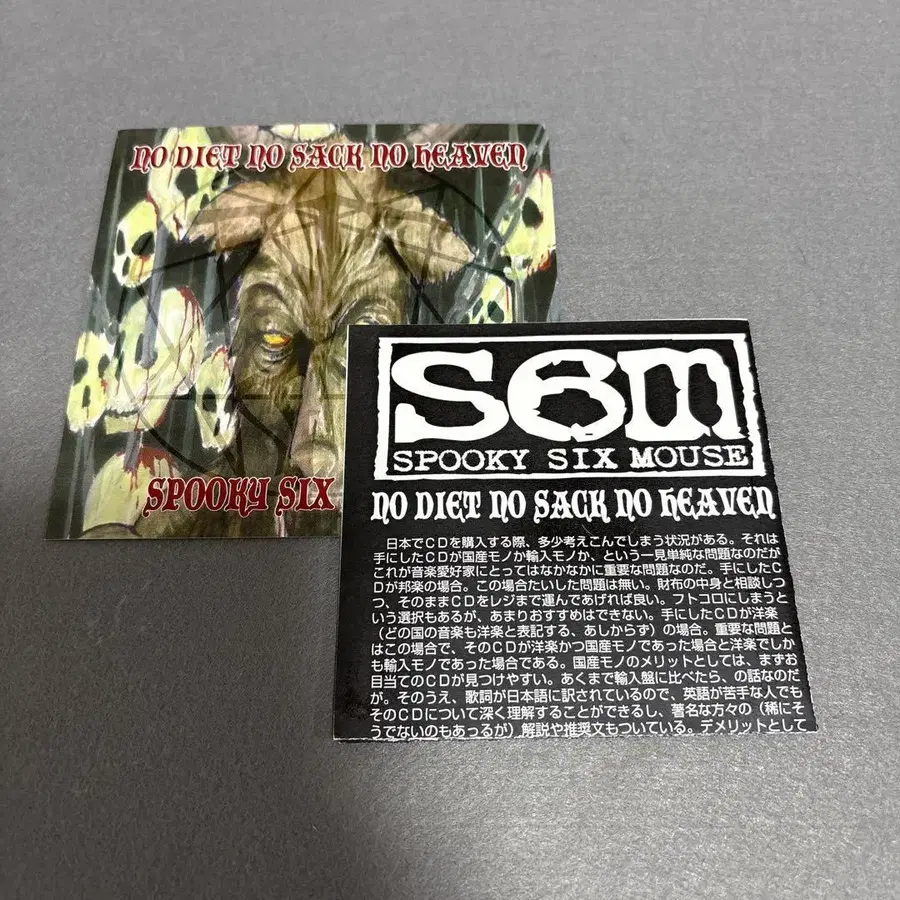 NO DIET NO SACK NO HEAVEN
SPOOKY SIX
S6M
SPOOKY SIX MOUSE
NO DIET NO SACK NO HEAVEN
日本でCDを購入する際、多少考えこんでしまう状況がある。それは
手にしたCDが国産モノか輸入モノか、という一見単純な問題なのだが
これが音楽愛好家にとってはなかなかに重要な問題なのだ。手にしたC
Dが邦楽の場合。この場合たいした問題は無い。財布の中身と相談しつ
つ、そのままCDをレジまで運んであげれば良い。フトコロにしまうと
いう選択もあるが、あまりおすすめはできない。手にしたCDが洋楽
（どの国の音楽も洋楽と表記する、あしからず）の場合。重要な問題と
はこの場合で、そのCDが洋楽かつ国産モノであった場合と洋楽でしか
も輸入モノであった場合である。国産モノのメリットとしては、まずお
目当てのCDが見つけやすい。あくまで輸入盤に比べたら、の話なのだ
が。そのうえ、歌詞が日本語に訳されているので、英語が苦手な人でも
そのCDについて深く理解することができるし、著名な方々の（稀にそ
うでないのもあっるが）解説や推奨文もついている。デメリットとして